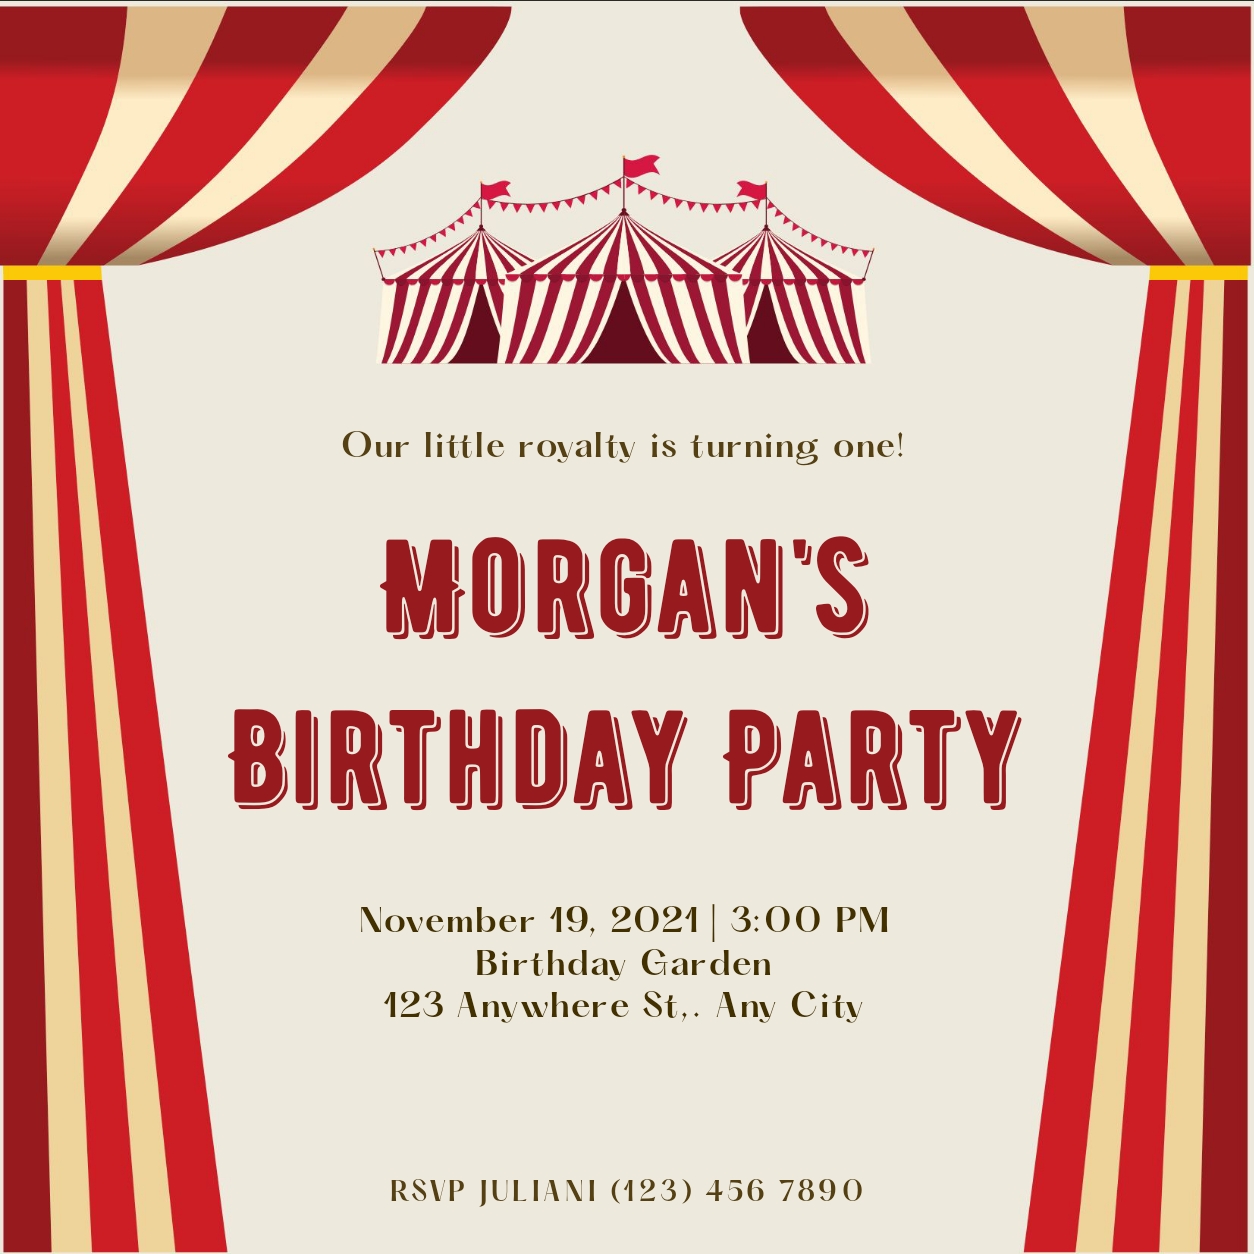 Our little royalty is turning one!
MORGAN'S
BIRTHDAY PARTY
November 19, 2021 | 3:00 PM
Birthday Garden
123 Anywhere St,. Any City
RSVP JULIANI (123) 456 7890